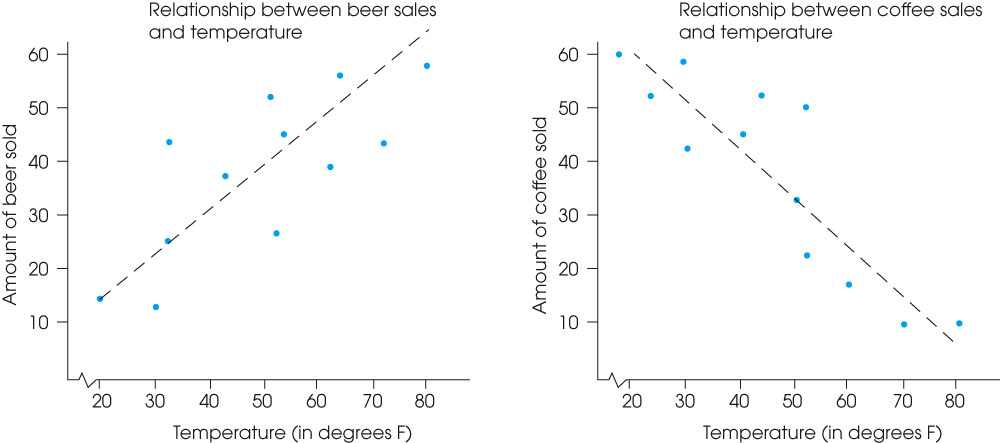 Relationship between beer sales
and temperature
60
50
40
30
20
10
Amount of beer sold
20 30 40 50 60 70 80
Temperature (in degrees F)
Relationship between coffee sales
and temperature
60
50
40
30
20
10
Amount of coffee sold
20 30 40 50 60 70 80
Temperature (in degrees F)